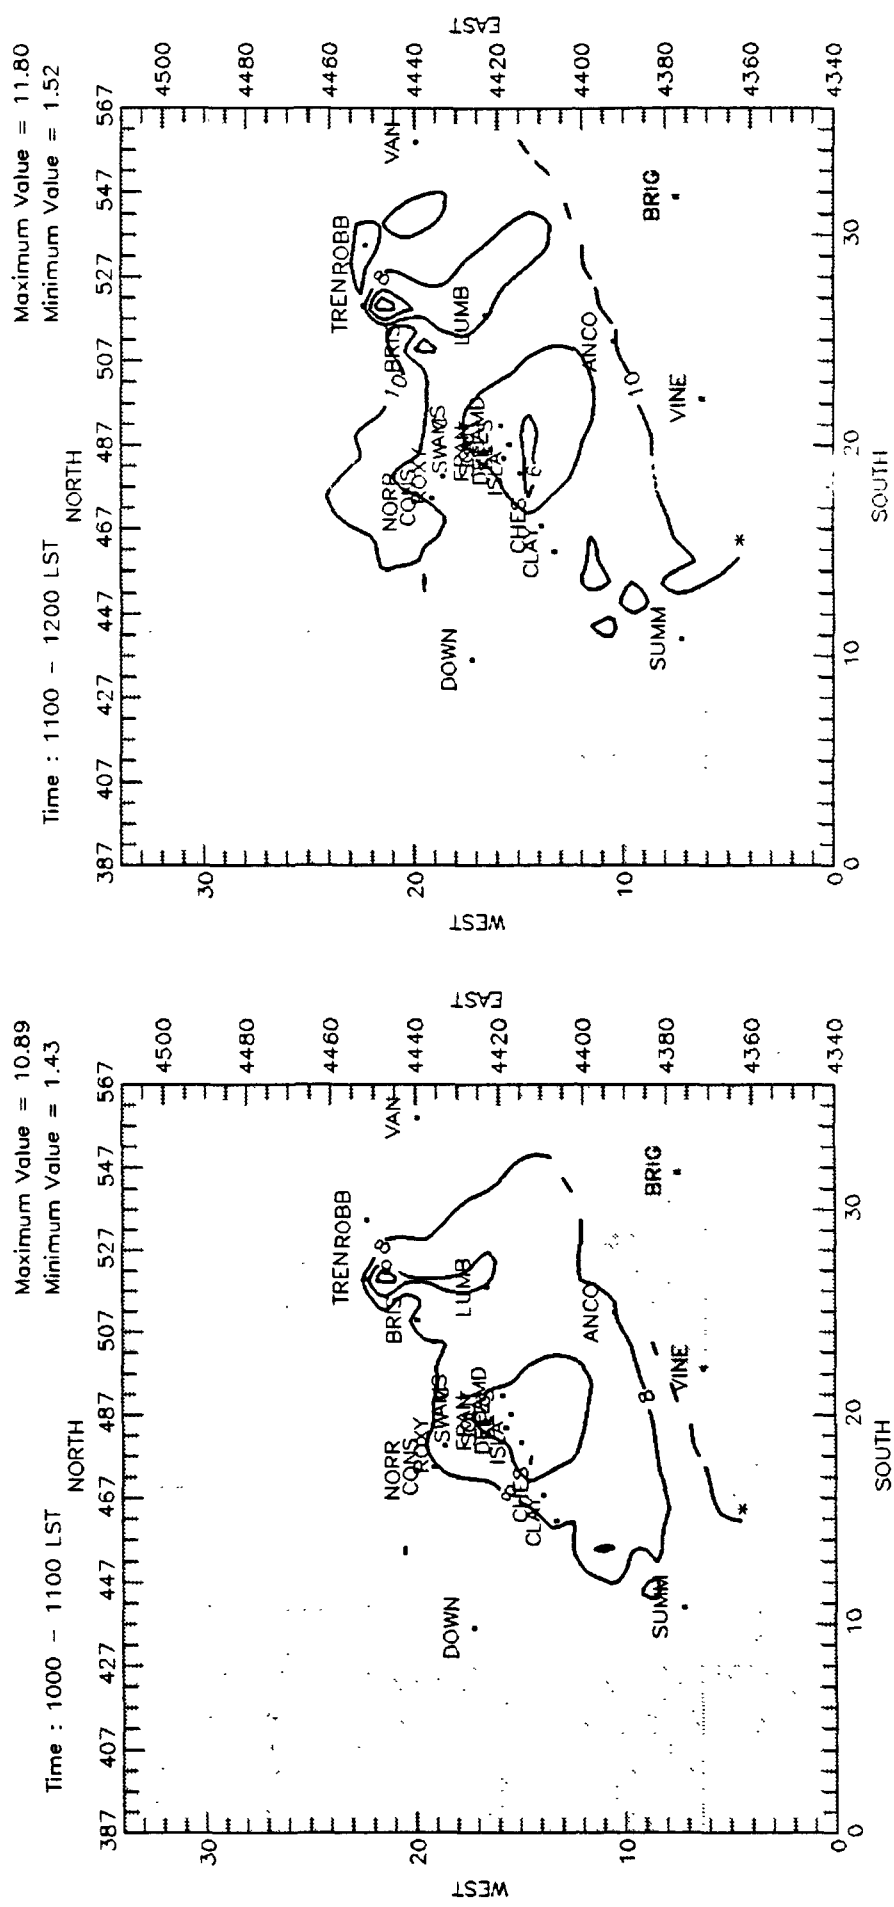 Maximum Value = 10.89
Minimum Value = 1.43
Time : 1000 – 1100 LST
NORTH
387 407 427 447 467 487 507 527 547 567
WEST
30
20
10
0
EAST
4500
4480
4460
4440
4420
4400
4380
4360
4340
TRENROBB
VAN
8
BRIS
NORR
CONS
ROXY
SWAMS
LUMB
DOWN
ISLA
8
CHES
CLAY
ANCO
8
BRIG
VINE
SUMM
*
0 10 20 30
SOUTH
Maximum Value = 11.80
Minimum Value = 1.52
Time : 1100 – 1200 LST
NORTH
387 407 427 447 467 487 507 527 547 567
WEST
30
20
10
0
EAST
4500
4480
4460
4440
4420
4400
4380
4360
4340
TRENROBB
VAN
8
BRIS
10
NORR
CONS
ROXY
SWAMS
LUMB
DOWN
ISLA
6
CHES
CLAY
ANCO
10
BRIG
VINE
SUMM
*
0 10 20 30
SOUTH